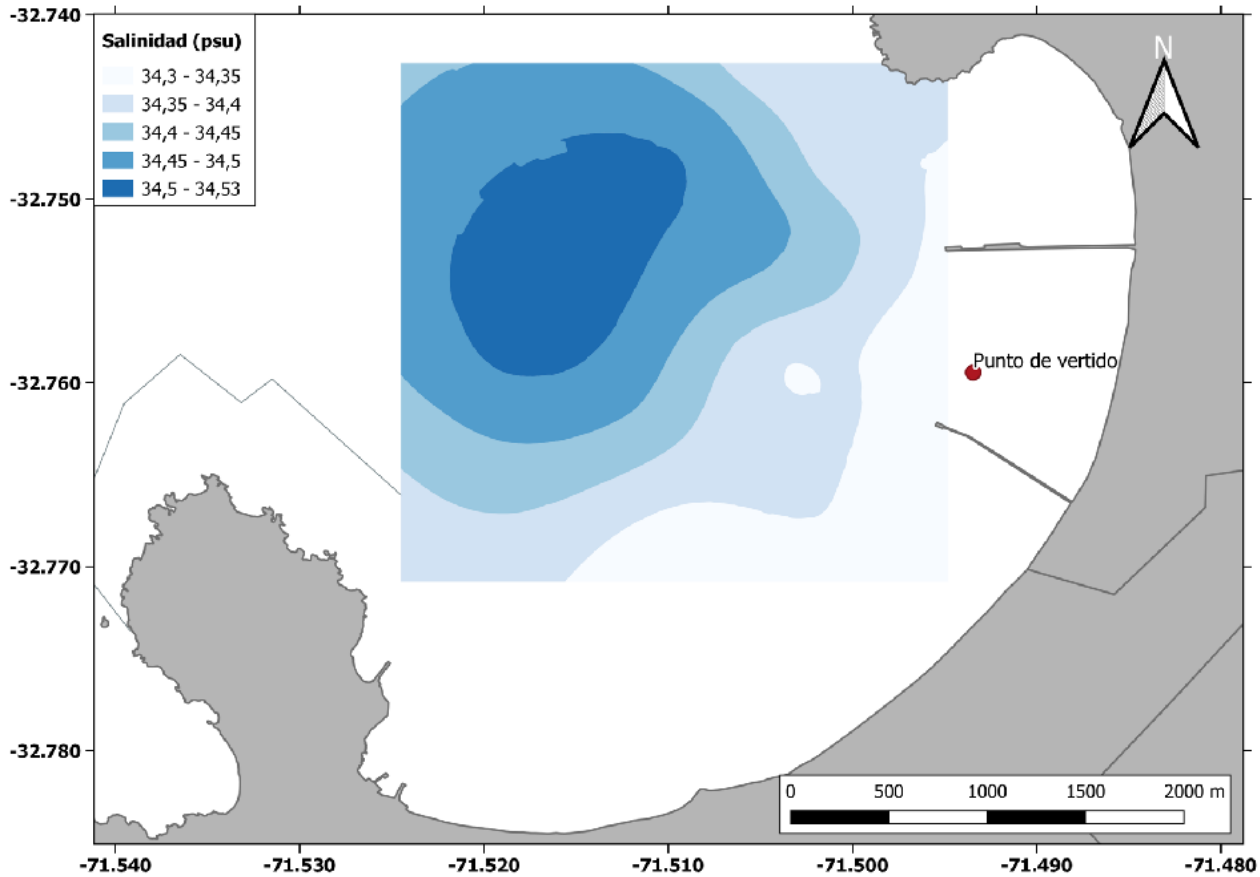 -32.740
-32.750
-32.760
-32.770
-32.780
Salinidad (psu)
34,3 - 34,35
34,35 - 34,4
34,4 - 34,45
34,45 - 34,5
34,5 - 34,53
N
Punto de vertido
0 500 1000 1500 2000 m
-71.540 -71.530 -71.520 -71.510 -71.500 -71.490 -71.480